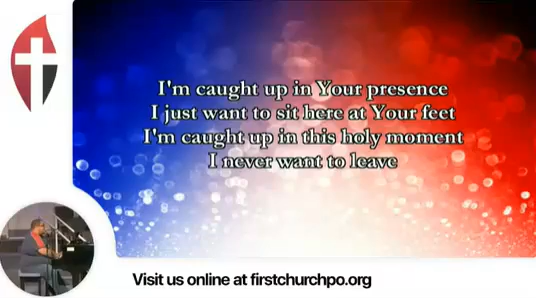 I'm caught up in Your presence
I just want to sit here at Your feet
I'm caught up in this holy moment
I never want to leave
Visit us online at firstchurchpo.org